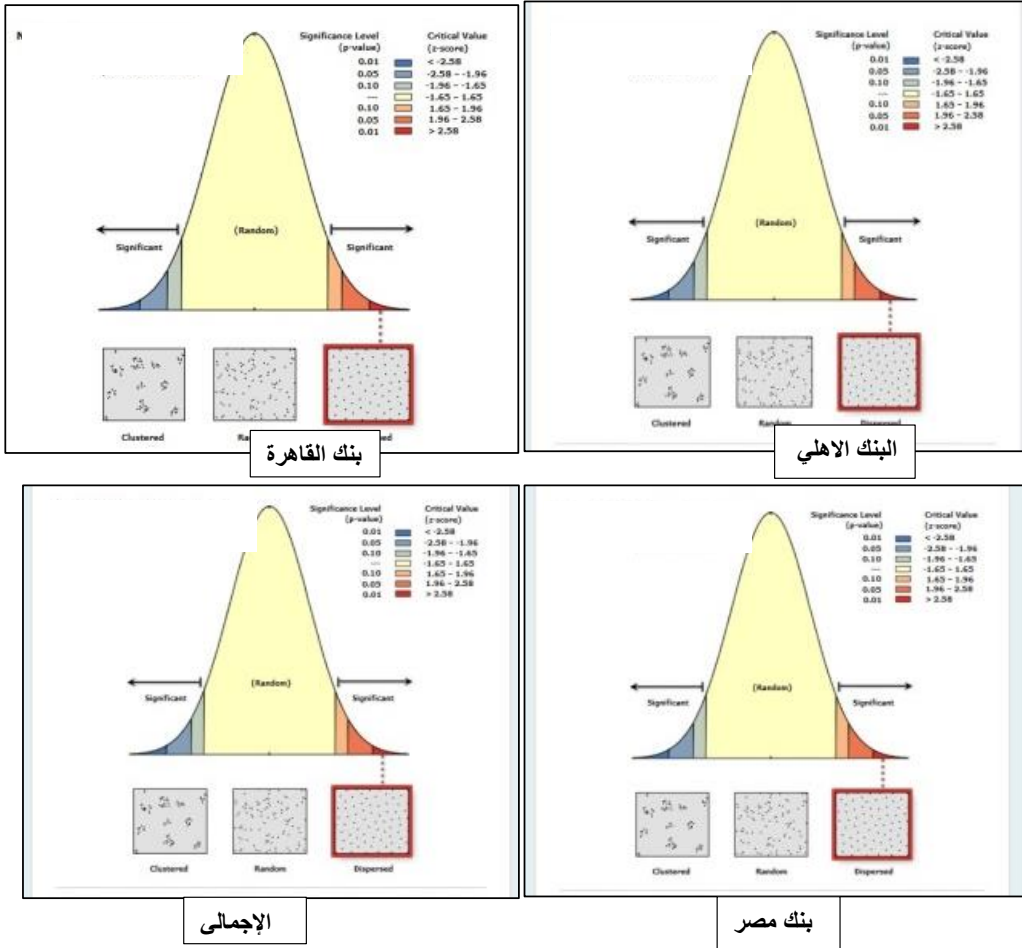 N
Significance Level Critical Value
(p-value) (z-score)
0.01 < -2.58
0.05 -2.58 - -1.96
0.10 -1.96 - -1.65
--- -1.65 - 1.65
0.10 1.65 - 1.96
0.05 1.96 - 2.58
0.01 > 2.58
(Random)
Significant Significant
Clustered
بنك القاهرة
Significance Level Critical Value
(p-value) (z-score)
0.01 < -2.58
0.05 -2.58 - -1.96
0.10 -1.96 - -1.65
--- -1.65 - 1.65
0.10 1.65 - 1.96
0.05 1.96 - 2.58
0.01 > 2.58
(Random)
Significant Significant
Clustered Random Dispersed
البنك الاهلي
Significance Level Critical Value
(p-value) (z-score)
0.01 < -2.58
0.05 -2.58 - -1.96
0.10 -1.96 - -1.65
--- -1.65 - 1.65
0.10 1.65 - 1.96
0.05 1.96 - 2.58
0.01 > 2.58
(Random)
Significant Significant
Clustered Random Dispersed
الإجمالى
Significance Level Critical Value
(p-value) (z-score)
0.01 < -2.58
0.05 -2.58 - -1.96
0.10 -1.96 - -1.65
--- -1.65 - 1.65
0.10 1.65 - 1.96
0.05 1.96 - 2.58
0.01 > 2.58
(Random)
Significant Significant
Clustered Random Dispersed
بنك مصر